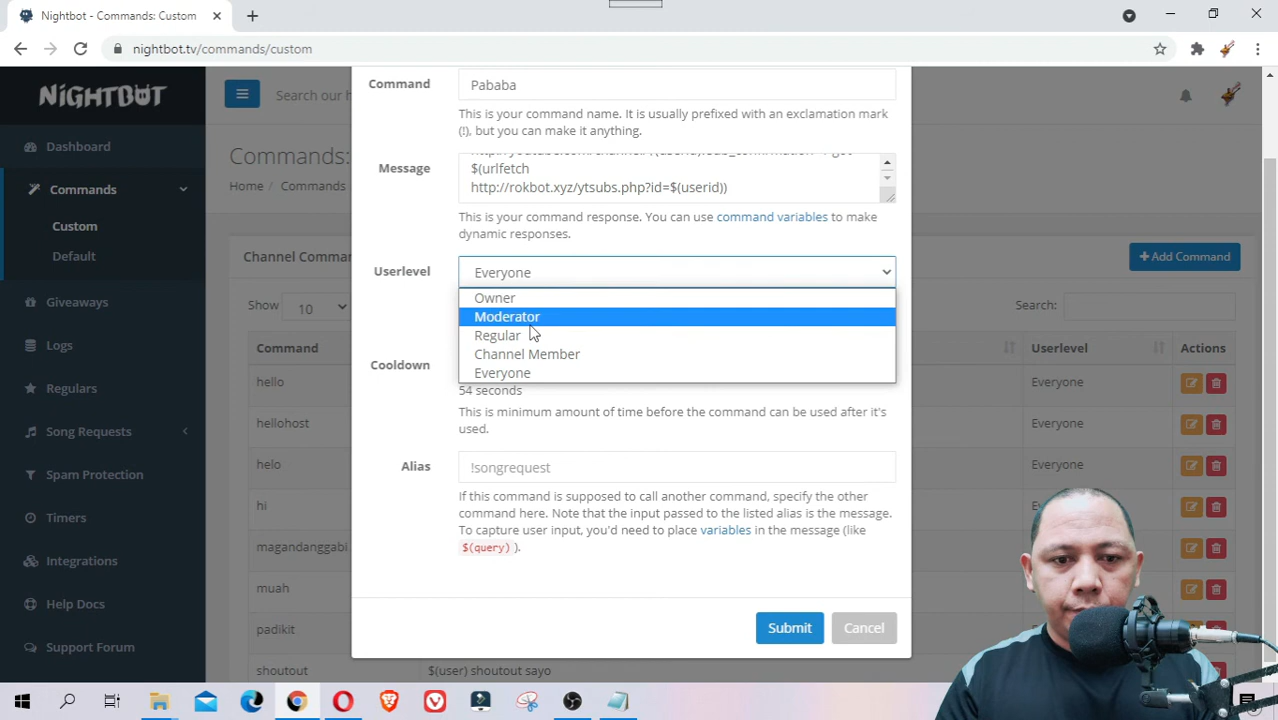 Nightbot - Commands: Custom
nightbot.tv/commands/custom
NiGHTBOT
Search our h
Command
Pababa
This is your command name. It is usually prefixed with an exclamation mark
(!), but you can make it anything.
Dashboard
Commands:
Home / Commands
Message
$(urlfetch
http://rokbot.xyz/ytsubs.php?id=$(userid))
This is your command response. You can use command variables to make
dynamic responses.
Commands
Custom
Default
Giveaways
Logs
Regulars
Song Requests
Spam Protection
Timers
Integrations
Help Docs
Support Forum
Channel Comma
+ Add Command
Show 10
Search:
Userlevel
Everyone
Owner
Moderator
Regular
Channel Member
Everyone
Cooldown
54 seconds
This is minimum amount of time before the command can be used after it's
used.
Alias
!songrequest
If this command is supposed to call another command, specify the other
command here. Note that the input passed to the listed alias is the message.
To capture user input, you'd need to place variables in the message (like
$(query) ).
Submit
Cancel
Command
Userlevel
Actions
hello
Everyone
hellohost
Everyone
helo
Everyone
hi
magandanggabi
muah
padikit
shoutout
$(user) shoutout sayo